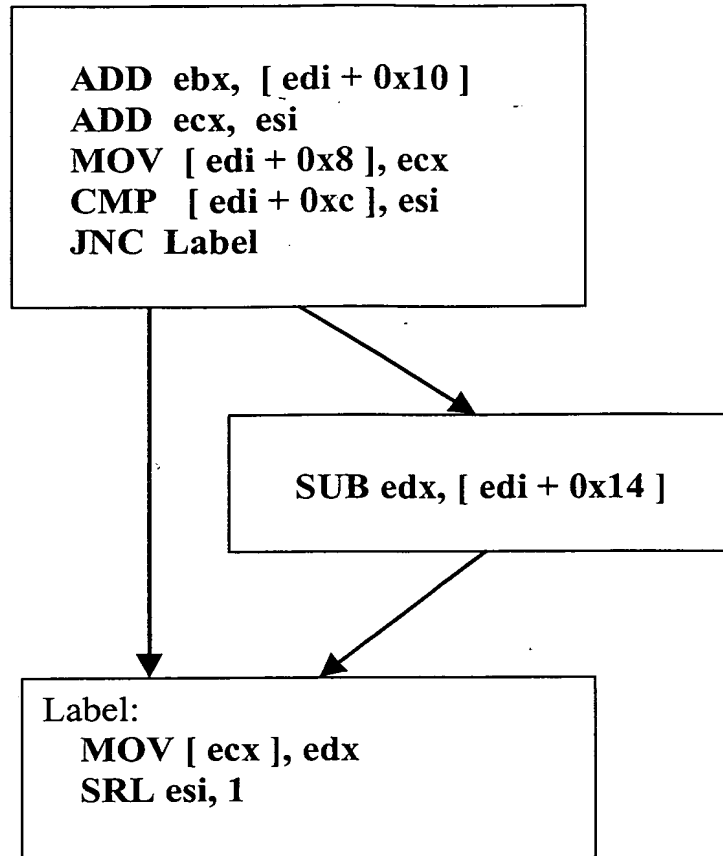 ADD ebx, [ edi + 0x10 ]
ADD ecx, esi
MOV [ edi + 0x8 ], ecx
CMP [ edi + 0xc ], esi
JNC Label
SUB edx, [ edi + 0x14 ]
Label:
MOV [ ecx ], edx
SRL esi, 1